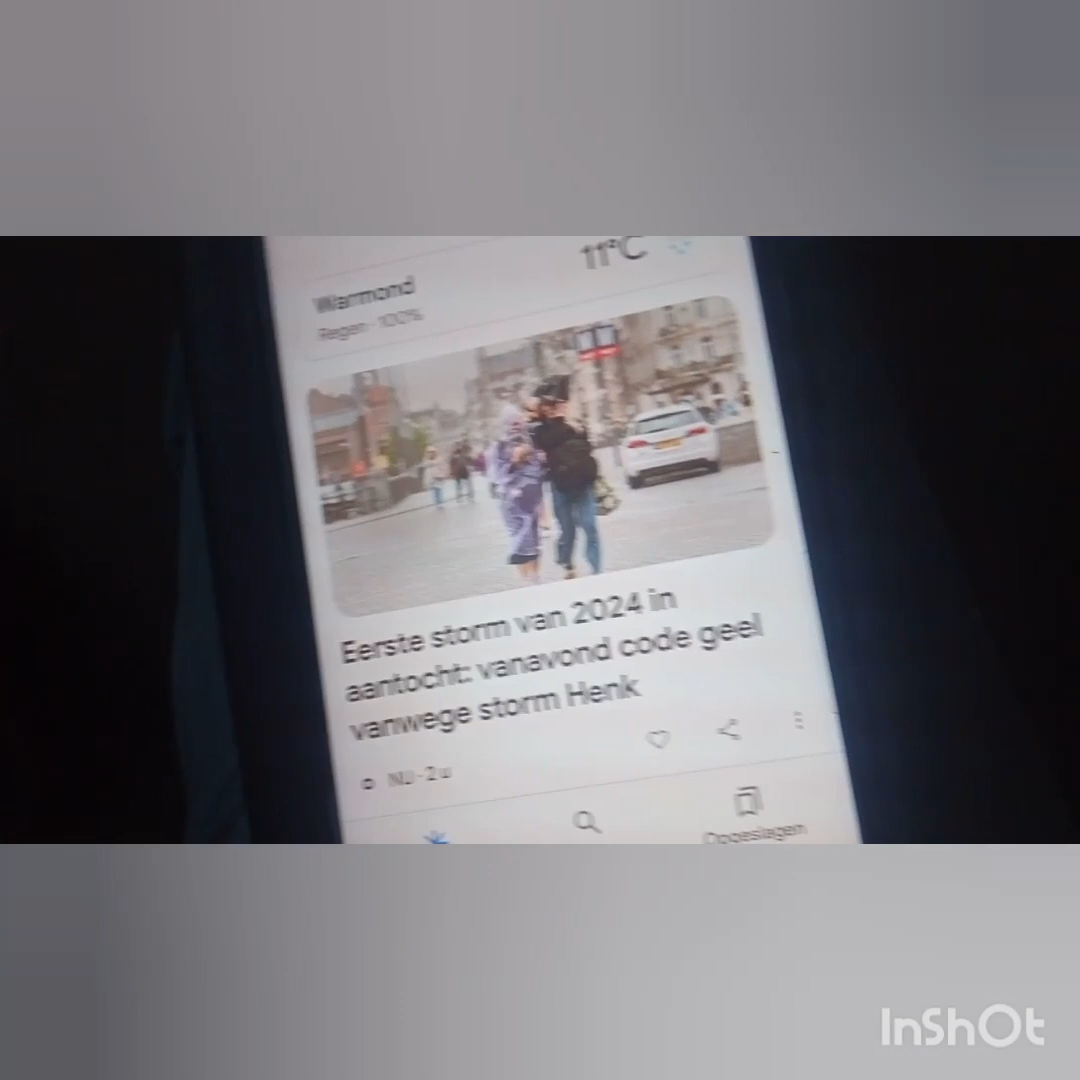 11°C
Warmond
Regen · 100%
Eerste storm van 2024 in
aantocht: vanavond code geel
vanwege storm Henk
NU · 2 u
Opgeslagen
InShOt